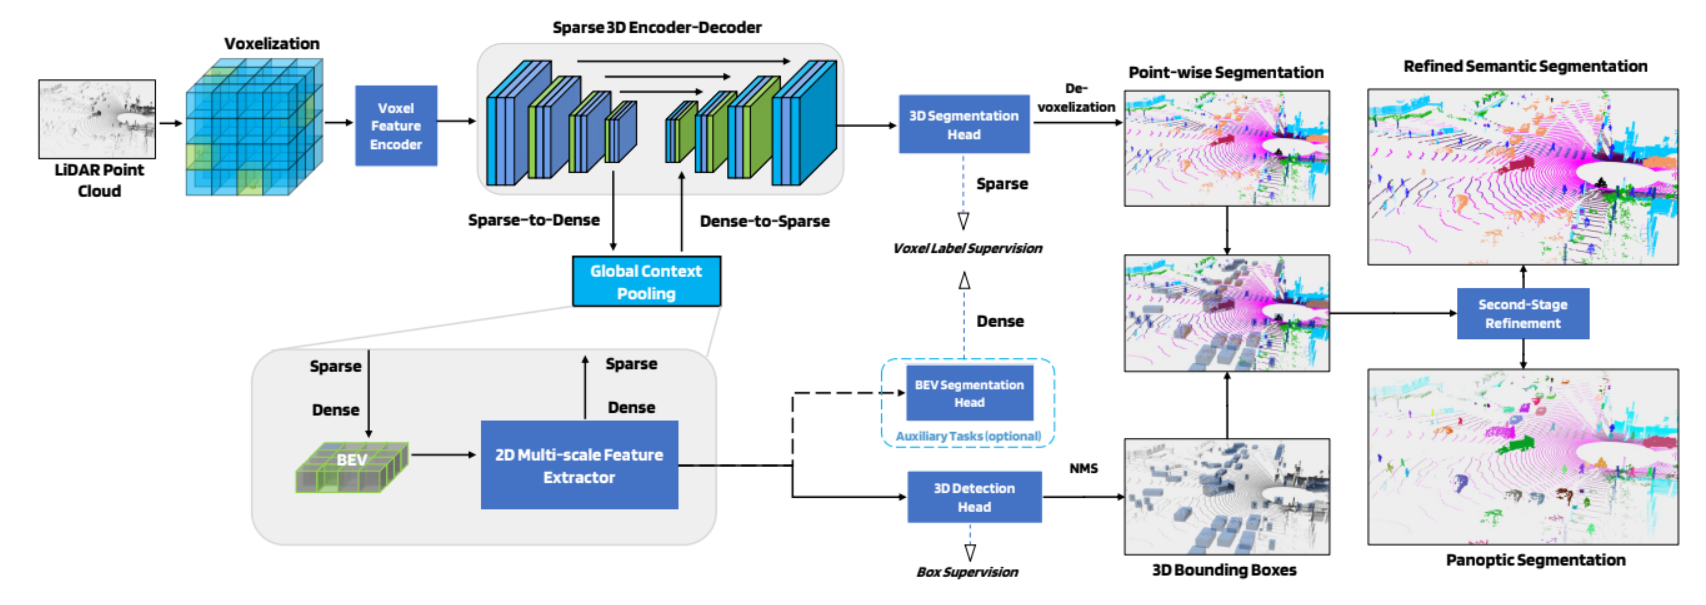 Sparse 3D Encoder-Decoder
Voxelization
LiDAR Point
Cloud
Voxel
Feature
Encoder
Sparse-to-Dense
Dense-to-Sparse
Global Context
Pooling
Sparse
Dense
Sparse
Dense
BEV
2D Multi-scale Feature
Extractor
3D Segmentation
Head
Sparse
Voxel Label Supervision
Dense
BEV Segmentation
Head
Auxiliary Tasks (optional)
3D Detection
Head
Box Supervision
De-
voxelization
NMS
Point-wise Segmentation
3D Bounding Boxes
Refined Semantic Segmentation
Second-Stage
Refinement
Panoptic Segmentation